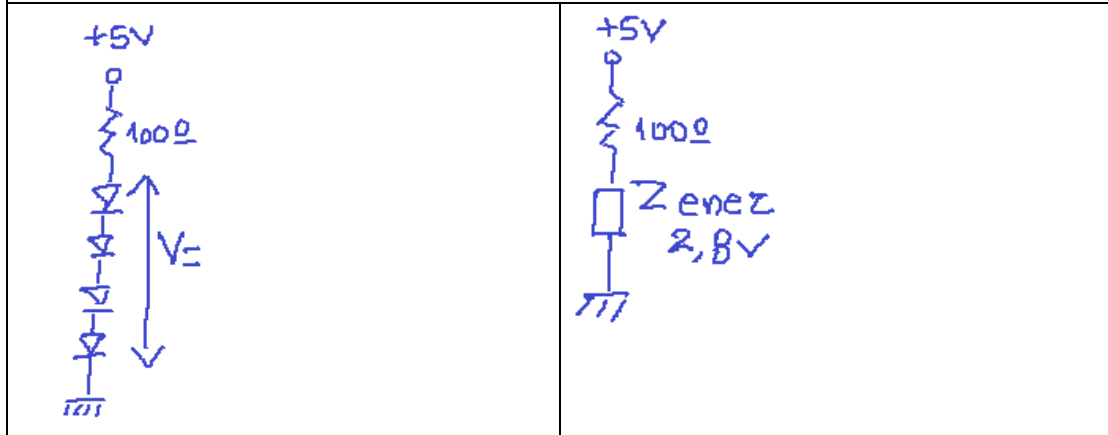 +5V
100Ω
V=
+5V
100Ω
Zener
2,8V